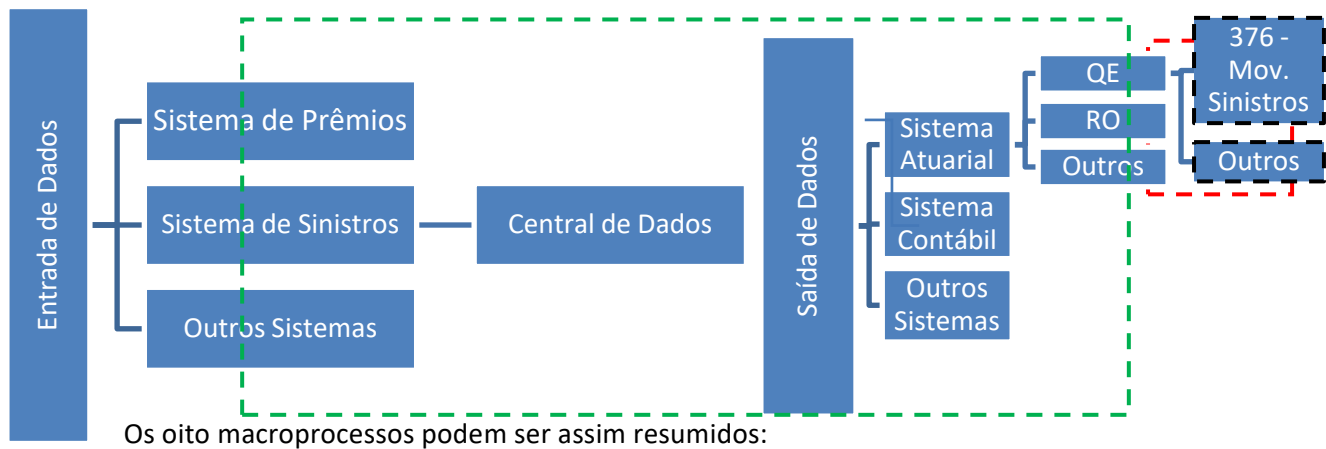 Entrada de Dados
Sistema de Prêmios
Sistema de Sinistros
Outros Sistemas
Central de Dados
Saída de Dados
Sistema
Atuarial
Sistema
Contábil
Outros
Sistemas
QE
RO
Outros
376 -
Mov.
Sinistros
Outros
Os oito macroprocessos podem ser assim resumidos: